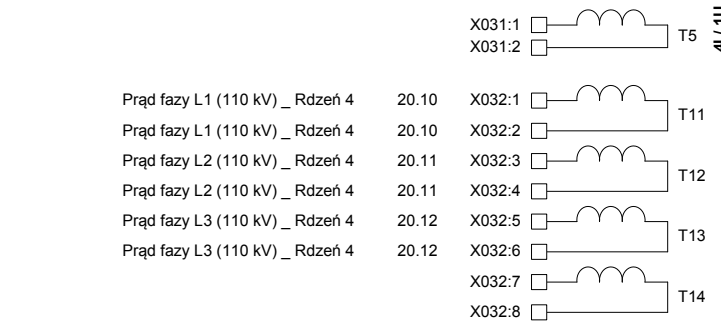 X031:1
X031:2
T5
4I / 1U
Prąd fazy L1 (110 kV) _ Rdzeń 4 20.10 X032:1
T11
Prąd fazy L1 (110 kV) _ Rdzeń 4 20.10 X032:2
Prąd fazy L2 (110 kV) _ Rdzeń 4 20.11 X032:3
T12
Prąd fazy L2 (110 kV) _ Rdzeń 4 20.11 X032:4
Prąd fazy L3 (110 kV) _ Rdzeń 4 20.12 X032:5
T13
Prąd fazy L3 (110 kV) _ Rdzeń 4 20.12 X032:6
X032:7
T14
X032:8